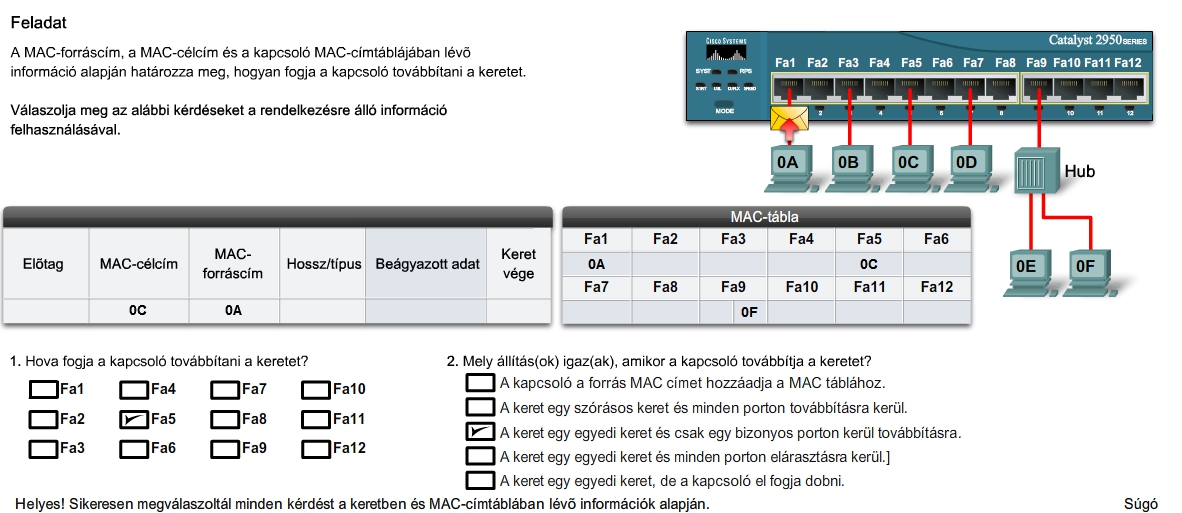 Feladat
A MAC-forráscím, a MAC-célcím és a kapcsoló MAC-címtáblájában lévõ
információ alapján határozza meg, hogyan fogja a kapcsoló továbbítani a keretet.
Válaszolja meg az alábbi kérdéseket a rendelkezésre álló információ
felhasználásával.
CISCO SYSTEMS
Catalyst 2950 SERIES
SYST RPS
STRT UTIL DUPLX SPEED
MODE
Fa1 Fa2 Fa3 Fa4 Fa5 Fa6 Fa7 Fa8 Fa9 Fa10 Fa11 Fa12
2 4 6 8 10 11 12
0A 0B 0C 0D
Hub
0E 0F
Elõtag MAC-célcím MAC-forráscím Hossz/típus Beágyazott adat Keret vége
0C 0A
MAC-tábla
Fa1 Fa2 Fa3 Fa4 Fa5 Fa6
0A 0C
Fa7 Fa8 Fa9 Fa10 Fa11 Fa12
0F
1. Hova fogja a kapcsoló továbbítani a keretet?
Fa1 Fa4 Fa7 Fa10
Fa2 Fa5 Fa8 Fa11
Fa3 Fa6 Fa9 Fa12
2. Mely állítás(ok) igaz(ak), amikor a kapcsoló továbbítja a keretet?
A kapcsoló a forrás MAC címet hozzáadja a MAC táblához.
A keret egy szórásos keret és minden porton továbbításra kerül.
A keret egy egyedi keret és csak egy bizonyos porton kerül továbbításra.
A keret egy egyedi keret és minden porton elárasztásra kerül.]
A keret egy egyedi keret, de a kapcsoló el fogja dobni.
Helyes! Sikeresen megválaszoltál minden kérdést a keretben és MAC-címtáblában lévõ információk alapján.
Súgó